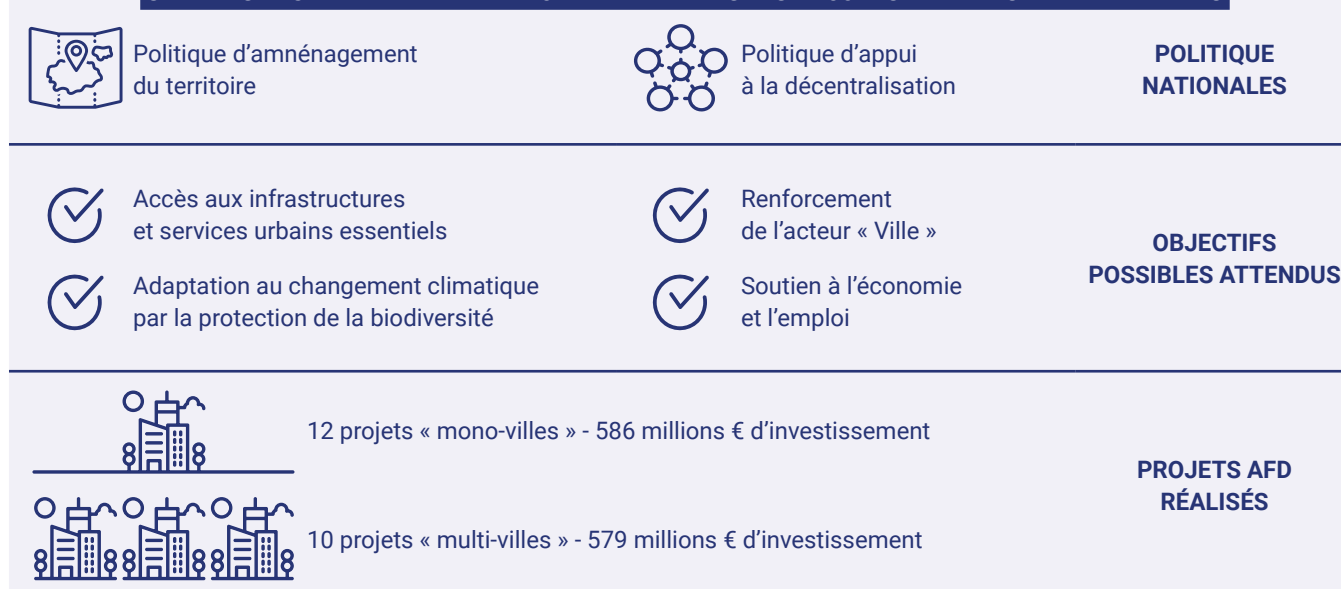 Politique d’amnénagement
du territoire
Politique d’appui
à la décentralisation
POLITIQUE
NATIONALES
Accès aux infrastructures
et services urbains essentiels
Renforcement
de l’acteur « Ville »
Adaptation au changement climatique
par la protection de la biodiversité
Soutien à l’économie
et l’emploi
OBJECTIFS
POSSIBLES ATTENDUS
12 projets « mono-villes » - 586 millions € d’investissement
10 projets « multi-villes » - 579 millions € d’investissement
PROJETS AFD
RÉALISÉS